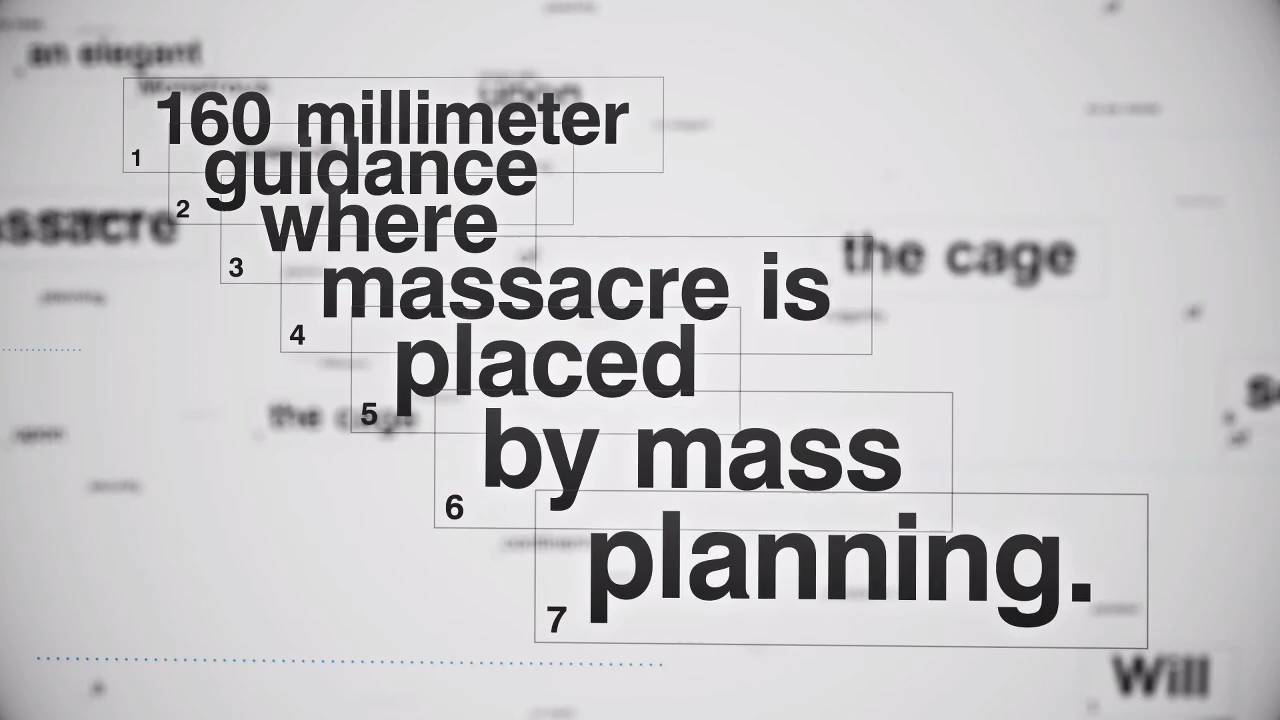 an elegant
160 millimeter
1
guidance
2
where
3
massacre is
4
the cage
placed
5
the cage
by mass
6
planning.
7
Will